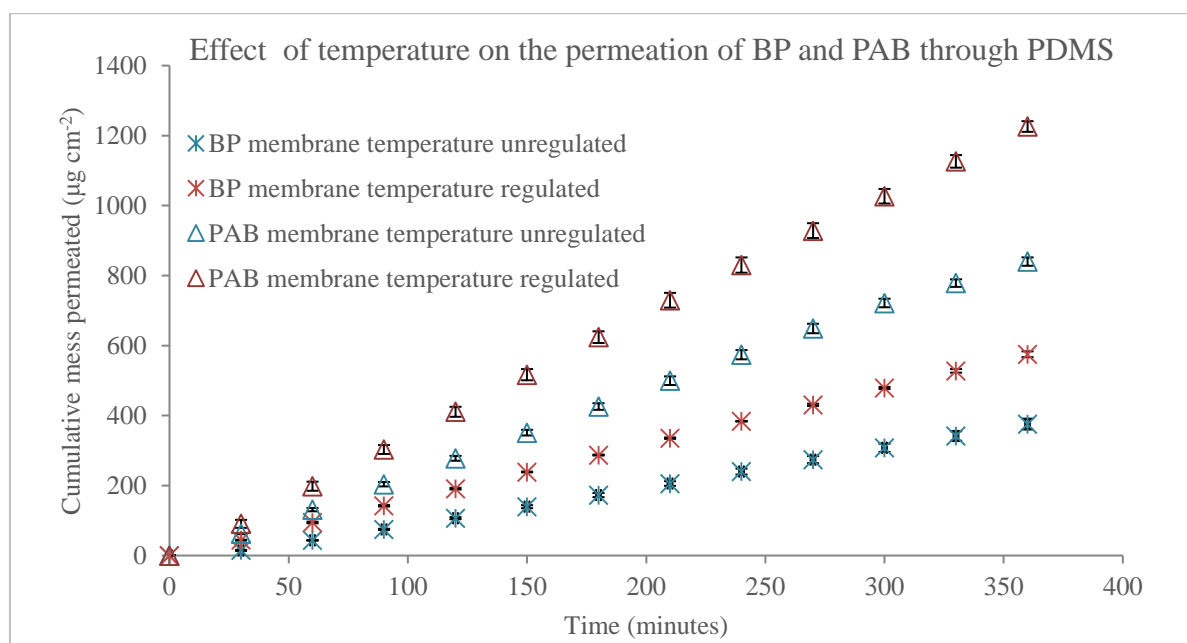 Effect of temperature on the permeation of BP and PAB through PDMS
1400
1200
1000
800
600
400
200
0
Cumulative mess permeated (µg cm⁻²)
BP membrane temperature unregulated
BP membrane temperature regulated
PAB membrane temperature unregulated
PAB membrane temperature regulated
0 50 100 150 200 250 300 350 400
Time (minutes)